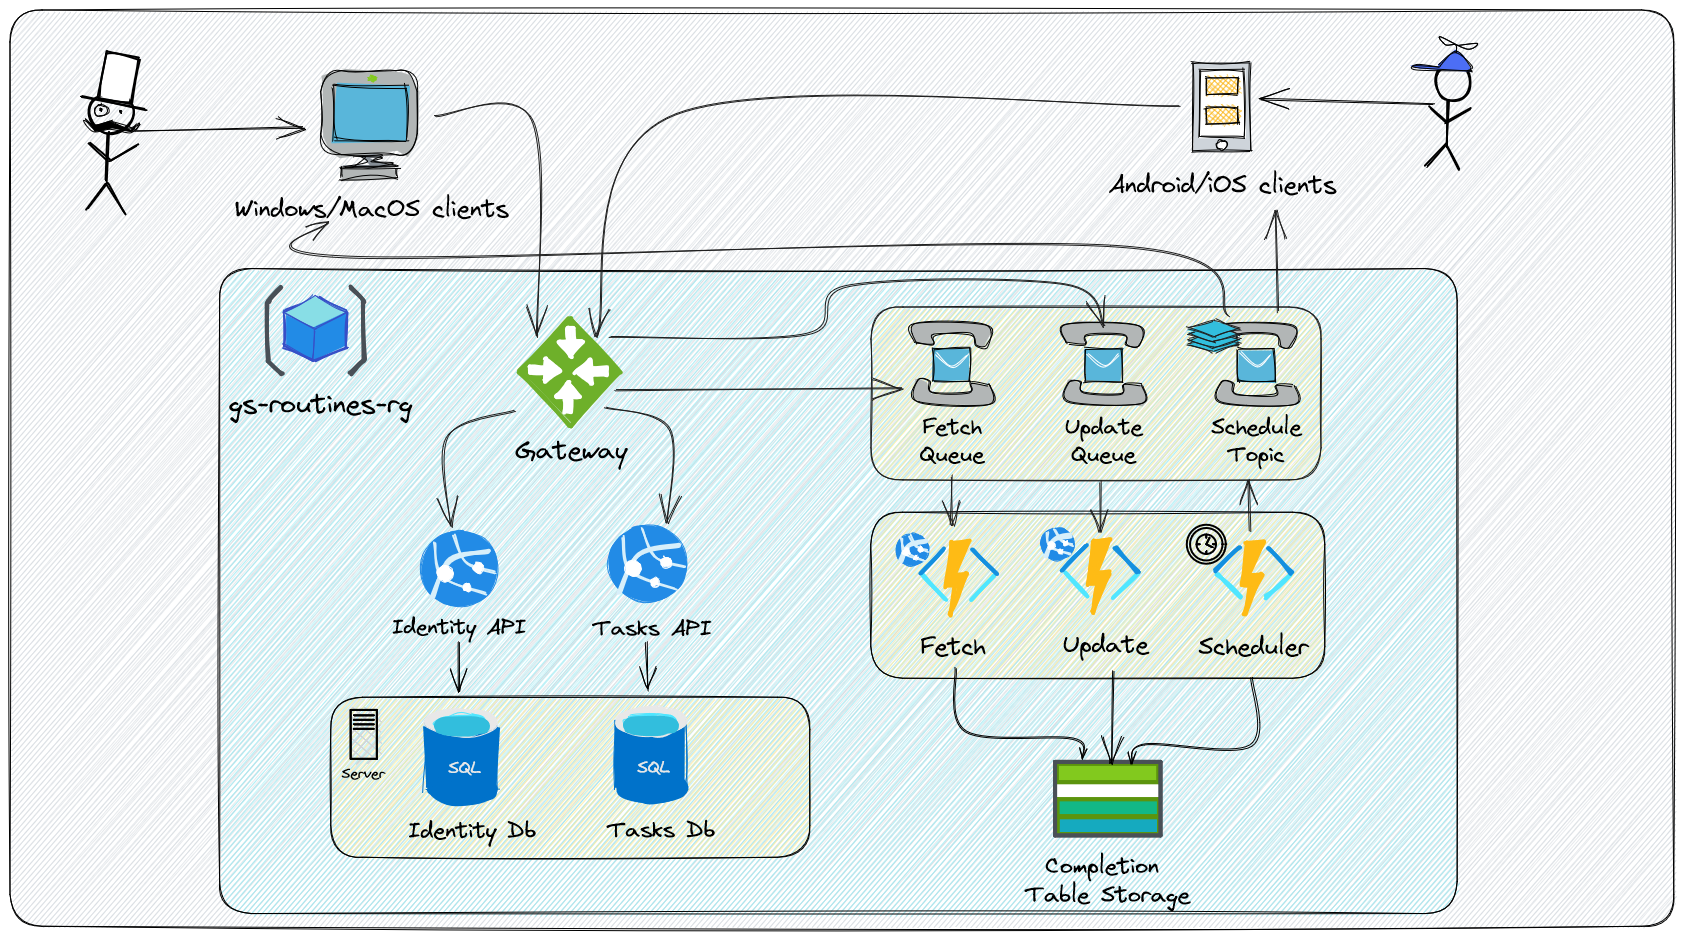 Windows/MacOS clients
Android/iOS clients
gs-routines-rg
Gateway
Fetch
Queue
Update
Queue
Schedule
Topic
Identity API
Tasks API
Fetch
Update
Scheduler
Server
SQL
SQL
Identity Db
Tasks Db
Completion
Table Storage